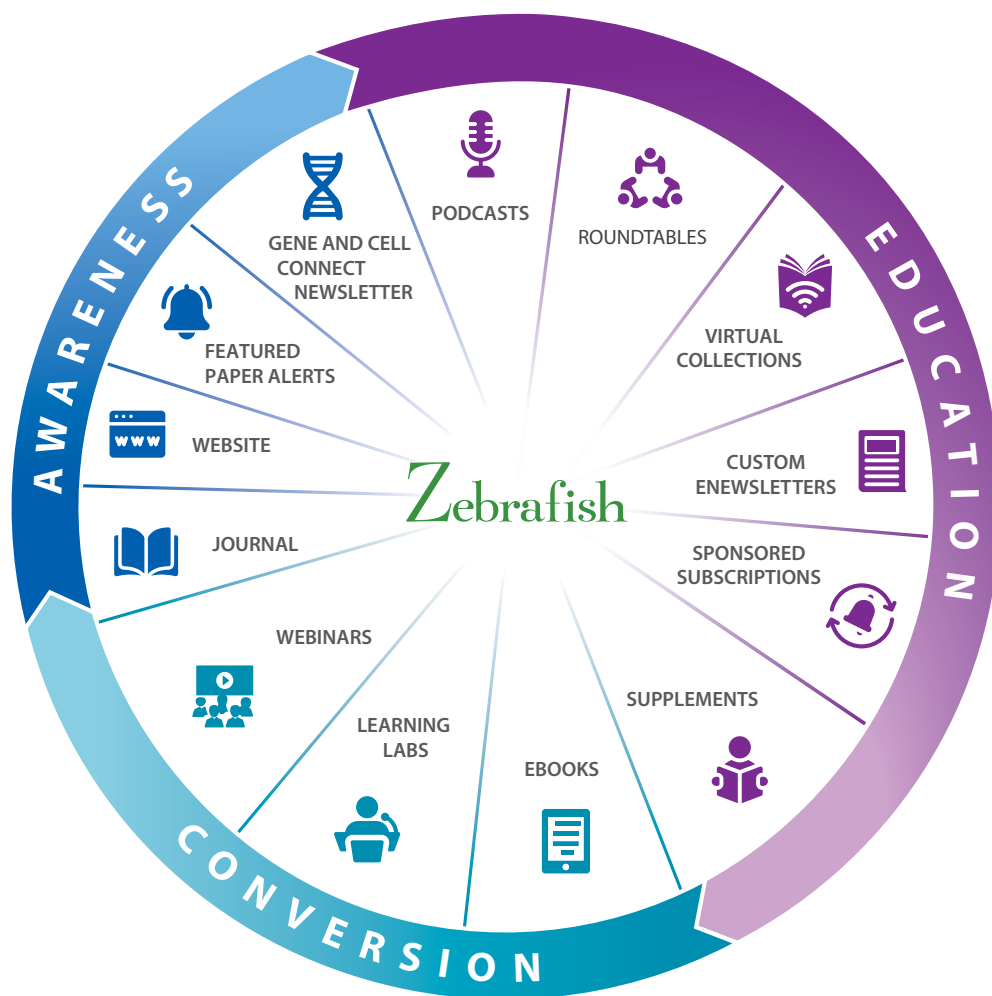 AWARENESS
EDUCATION
CONVERSION
PODCASTS
ROUNDTABLES
VIRTUAL
COLLECTIONS
CUSTOM
ENEWSLETTERS
SPONSORED
SUBSCRIPTIONS
SUPPLEMENTS
EBOOKS
LEARNING
LABS
WEBINARS
JOURNAL
WWW
WEBSITE
FEATURED
PAPER ALERTS
GENE AND CELL
CONNECT
NEWSLETTER
Zebrafish